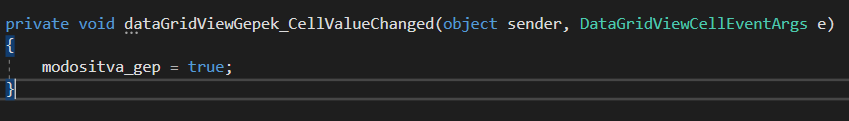 private void dataGridViewGepek_CellValueChanged(object sender, DataGridViewCellEventArgs e)
{
    modositva_gep = true;
}